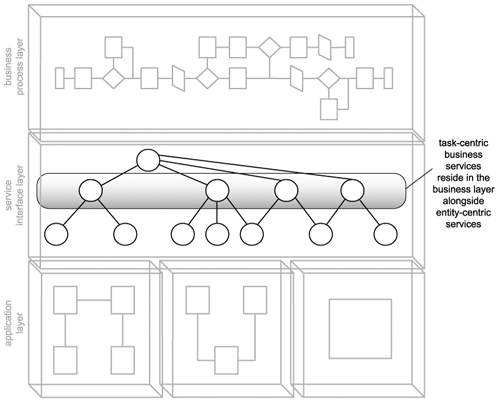 business
process layer
service
interface layer
application
layer
task-centric
business
services
reside in the
business layer
alongside
entity-centric
services